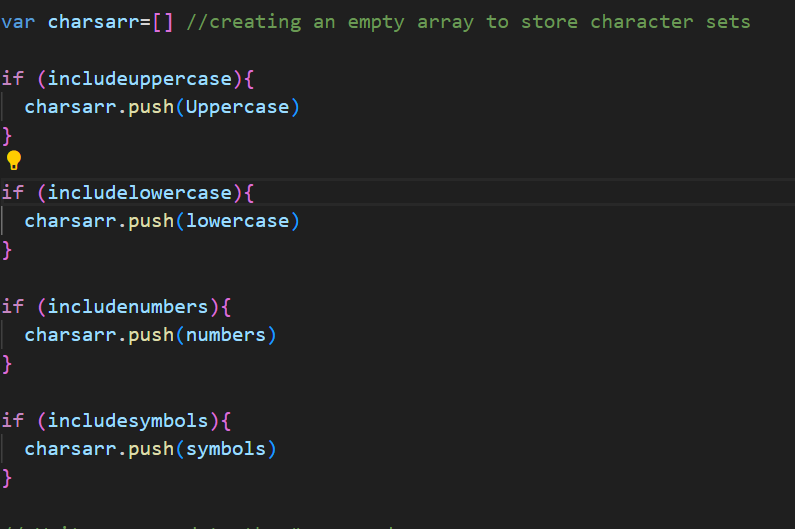 var charsarr=[] //creating an empty array to store character sets
if (includeuppercase){
charsarr.push(Uppercase)
}
if (includelowercase){
charsarr.push(lowercase)
}
if (includenumbers){
charsarr.push(numbers)
}
if (includesymbols){
charsarr.push(symbols)
}